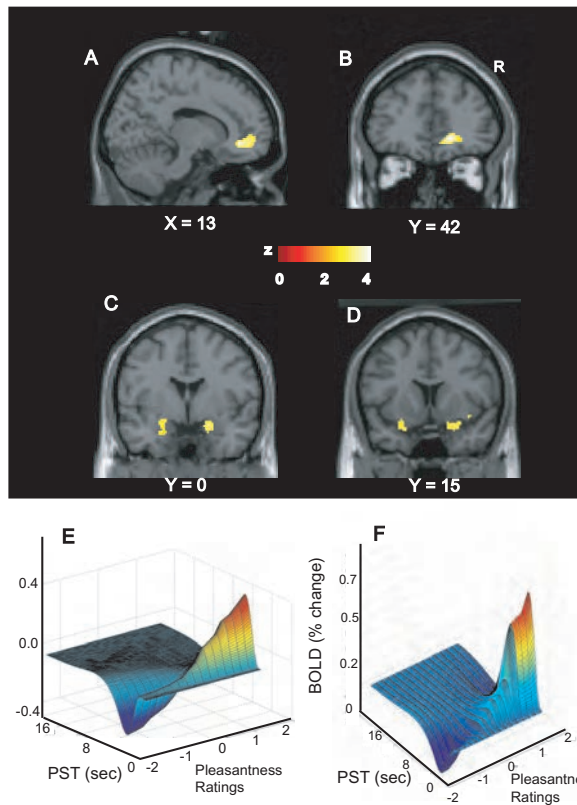 A
B
R
X = 13
Y = 42
z
0 2 4
C
D
Y = 0
Y = 15
E
F
0.4
0.0
-0.4
16
8
0
-2
-1
0
1
2
PST (sec)
Pleasantness
Ratings
BOLD (% change)
0.7
0.5
0.2
0
16
8
0
-2
-1
0
1
2
PST (sec)
Pleasantn
Ratings